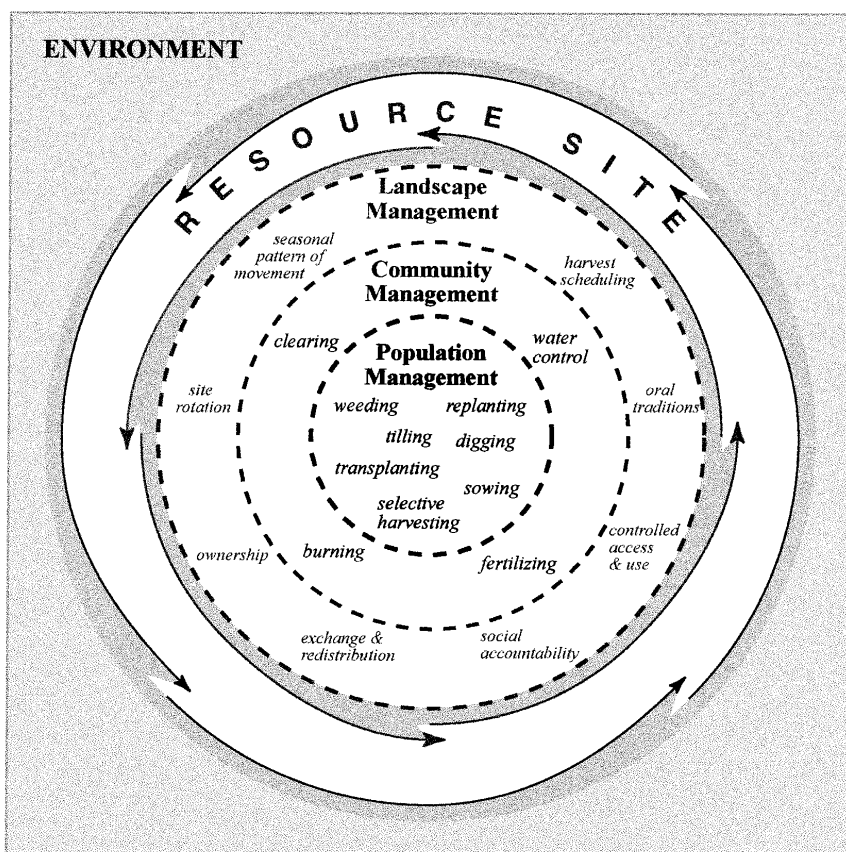 ENVIRONMENT
RESOURCE SITE
Landscape
Management
seasonal
pattern of
movement
harvest
scheduling
Community
Management
clearing
water
control
Population
Management
site
rotation
oral
traditions
weeding
replanting
tilling
digging
transplanting
sowing
selective
harvesting
ownership
burning
fertilizing
controlled
access
& use
exchange &
redistribution
social
accountability